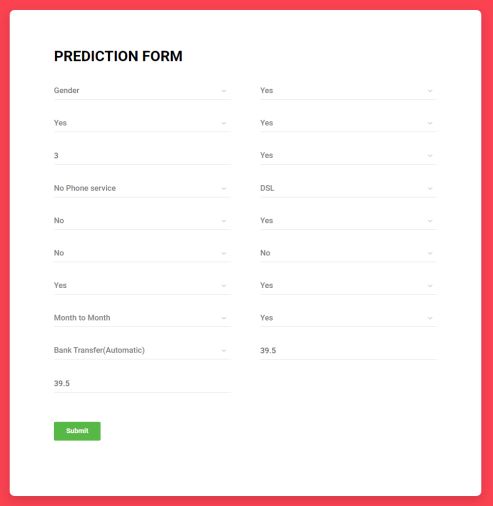 PREDICTION FORM
Gender Yes
Yes Yes
3 Yes
No Phone service DSL
No Yes
No No
Yes Yes
Month to Month Yes
Bank Transfer(Automatic) 39.5
39.5
Submit